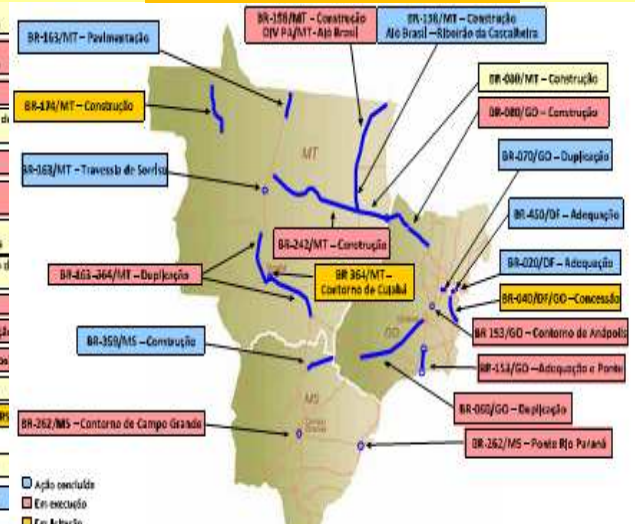 BR-158/MT – Construção
DIV PA/MT-Alô Brasil
BR-158/MT – Construção
Alo Brasil – Ribeirão da Cascalheira
BR-163/MT – Pavimentação
BR-080/MT – Construção
BR-174/MT – Construção
BR-080/GO – Construção
MT
BR-070/GO – Duplicação
BR-163/MT – Travessia de Sorriso
BR-450/DF – Adequação
BR-242/MT – Construção
BR-020/DF – Adequação
BR-163-364/MT – Duplicação
BR 364/MT–
Contorno de Cuiabá
BR-040/DF/GO – Concessão
BR 153/GO – Contorno de Anápolis
GO
BR-359/MS – Construção
BR-153/GO – Adequação e Ponte
MS
BR-060/GO – Duplicação
BR-262/MS – Contorno de Campo Grande
Campo
Grande
BR-262/MS – Ponte Rio Paraná
Ação concluída
Em execução
Em licitação